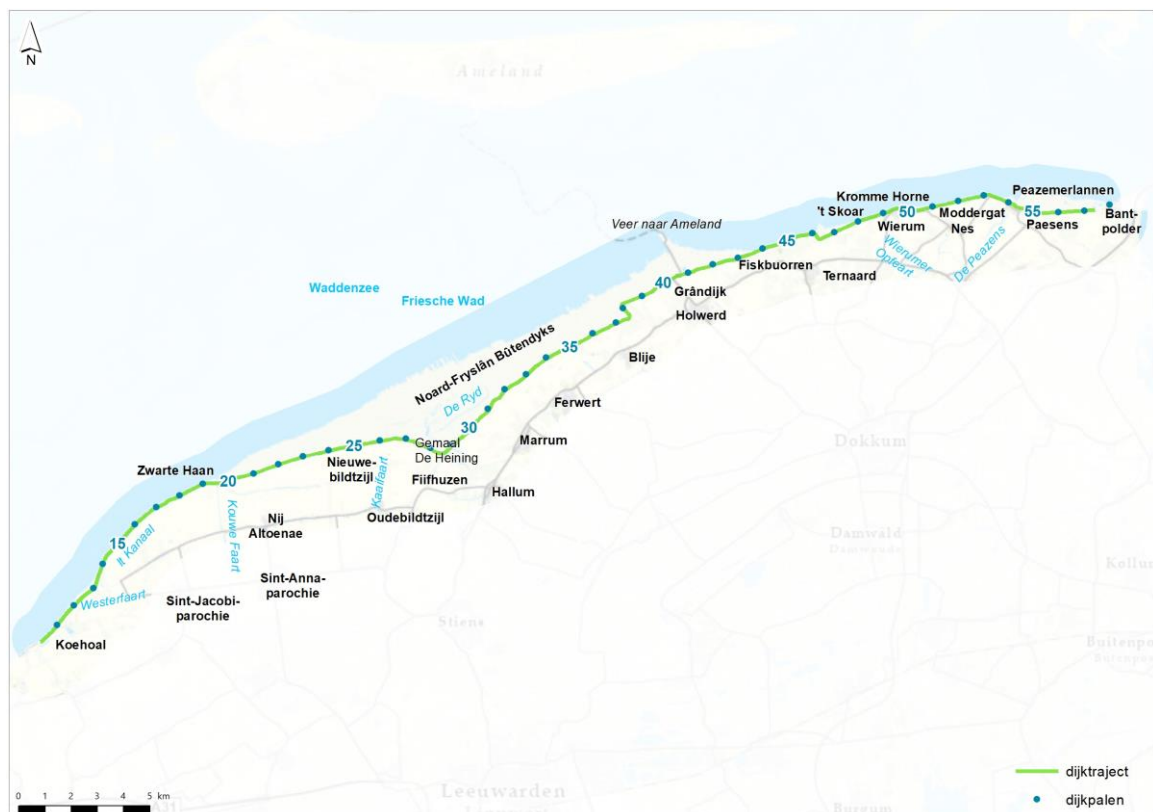 N
Ameland
Veer naar Ameland
Kromme Horne
't Skoar
Peazemerlannen
50
Wierum
Moddergat
Nes
55
Paesens
Bant-
polder
45
Fiskbuorren
Ternaard
Wierumer
Opfeart
De Peazens
Waddenzee
Friesche Wad
40
Grândijk
Holwerd
Noard-Fryslân Bûtendyks
35
Blije
De Ryd
30
Ferwert
Gemaal
De Heining
Marrum
Dokkum
Zwarte Haan
20
25
Nieuwe-
bildtzijl
Kaaifaart
Fiifhuzen
Hallum
Kouwe Faart
Nij
Altoenae
Oudebildtzijl
15
It Kanaal
Damwald
Damwoude
Sint-Anna-
parochie
Westerfaart
Sint-Jacobi-
parochie
Stiens
Koehoal
dijktraject
dijkpalen
0 1 2 3 4 5 km
A31
Leeuwarden
Burgum